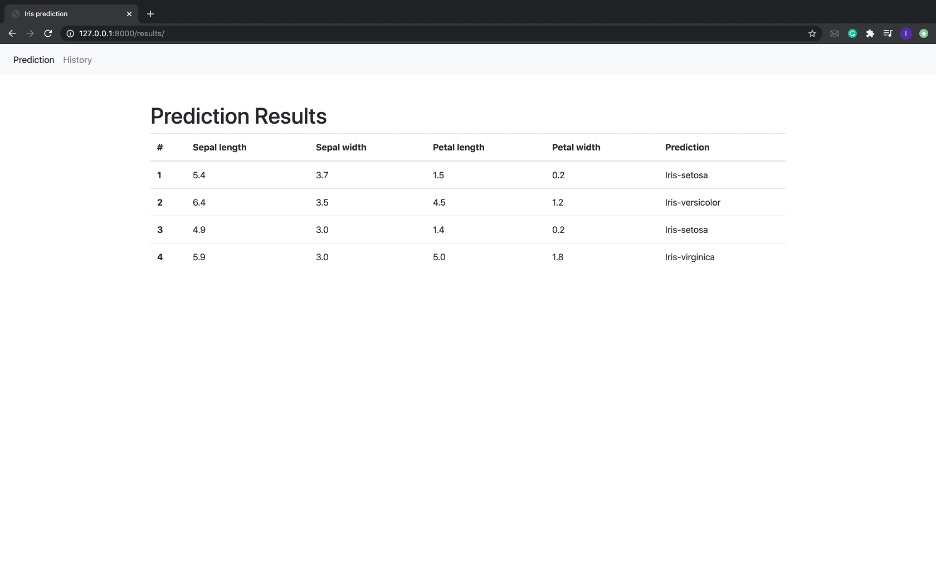 Iris prediction
127.0.0.1:8000/results/
Prediction History
Prediction Results
# Sepal length Sepal width Petal length Petal width Prediction
1 5.4 3.7 1.5 0.2 Iris-setosa
2 6.4 3.5 4.5 1.2 Iris-versicolor
3 4.9 3.0 1.4 0.2 Iris-setosa
4 5.9 3.0 5.0 1.8 Iris-virginica